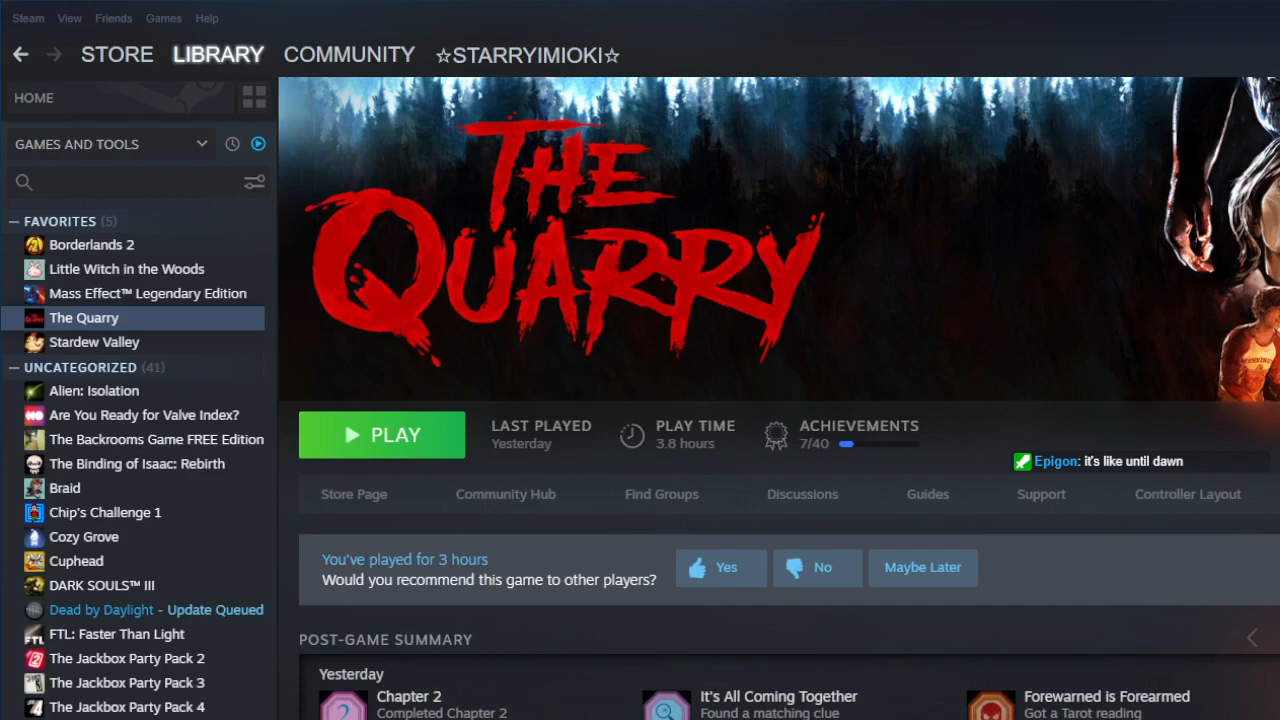 Steam View Friends Games Help
STORE LIBRARY COMMUNITY ☆STARRYIMIOKI☆
HOME
GAMES AND TOOLS
FAVORITES (5)
Borderlands 2
Little Witch in the Woods
Mass Effect™ Legendary Edition
The Quarry
Stardew Valley
UNCATEGORIZED (41)
Alien: Isolation
Are You Ready for Valve Index?
The Backrooms Game FREE Edition
The Binding of Isaac: Rebirth
Braid
Chip's Challenge 1
Cozy Grove
Cuphead
DARK SOULS™ III
Dead by Daylight - Update Queued
FTL: Faster Than Light
The Jackbox Party Pack 2
The Jackbox Party Pack 3
The Jackbox Party Pack 4
THE
QUARRY
PLAY
LAST PLAYED
Yesterday
PLAY TIME
3.8 hours
ACHIEVEMENTS
7/40
Epigon: it's like until dawn
Store Page Community Hub Find Groups Discussions Guides Support Controller Layout
You've played for 3 hours
Would you recommend this game to other players?
Yes No Maybe Later
POST-GAME SUMMARY
Yesterday
Chapter 2
Completed Chapter 2
It's All Coming Together
Found a matching clue
Forewarned is Forearmed
Got a Tarot reading